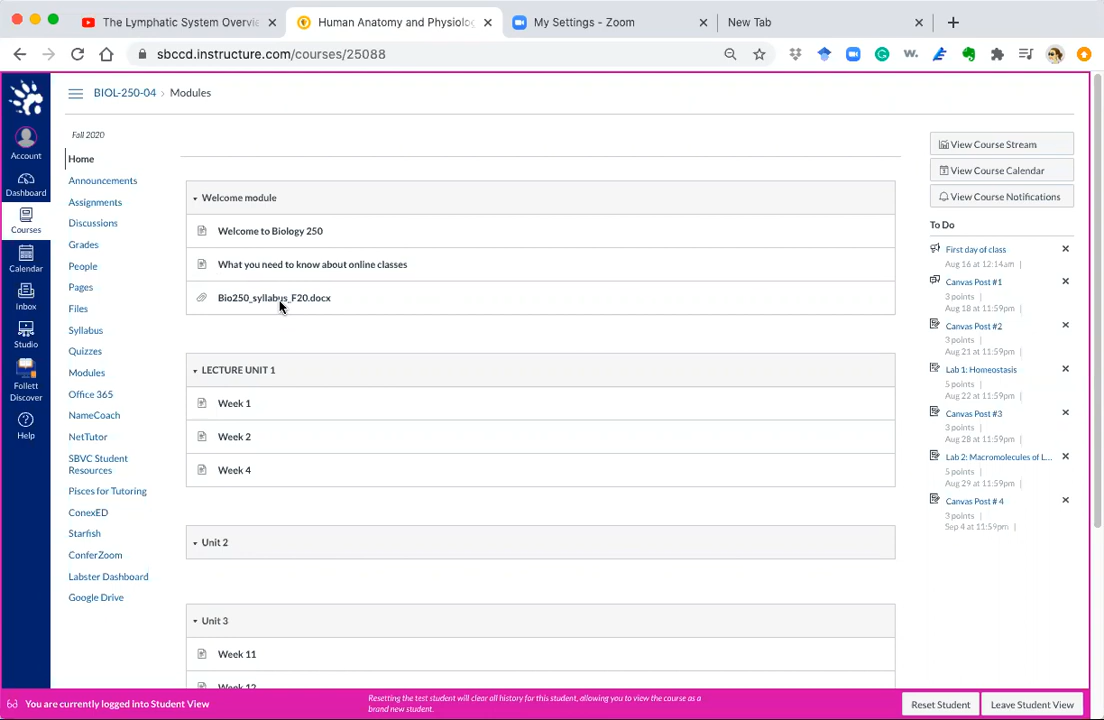 The Lymphatic System Overvie
Human Anatomy and Physiolog
My Settings - Zoom
New Tab
sbccd.instructure.com/courses/25088
BIOL-250-04 › Modules
Account
Dashboard
Courses
Calendar
Inbox
Studio
Follett
Discover
Help
Fall 2020
Home
Announcements
Assignments
Discussions
Grades
People
Pages
Files
Syllabus
Quizzes
Modules
Office 365
NameCoach
NetTutor
SBVC Student
Resources
Pisces for Tutoring
ConexED
Starfish
ConferZoom
Labster Dashboard
Google Drive
Welcome module
Welcome to Biology 250
What you need to know about online classes
Bio250_syllabus_F20.docx
LECTURE UNIT 1
Week 1
Week 2
Week 4
Unit 2
Unit 3
Week 11
Week 12
View Course Stream
View Course Calendar
View Course Notifications
To Do
First day of class
Aug 16 at 12:14am |
Canvas Post #1
3 points |
Aug 18 at 11:59pm |
Canvas Post #2
3 points |
Aug 21 at 11:59pm |
Lab 1: Homeostasis
5 points |
Aug 22 at 11:59pm |
Canvas Post #3
3 points |
Aug 28 at 11:59pm |
Lab 2: Macromolecules of L...
5 points |
Aug 29 at 11:59pm |
Canvas Post # 4
3 points |
Sep 4 at 11:59pm |
You are currently logged into Student View
Resetting the test student will clear all history for this student, allowing you to view the course as a
brand new student.
Reset Student
Leave Student View